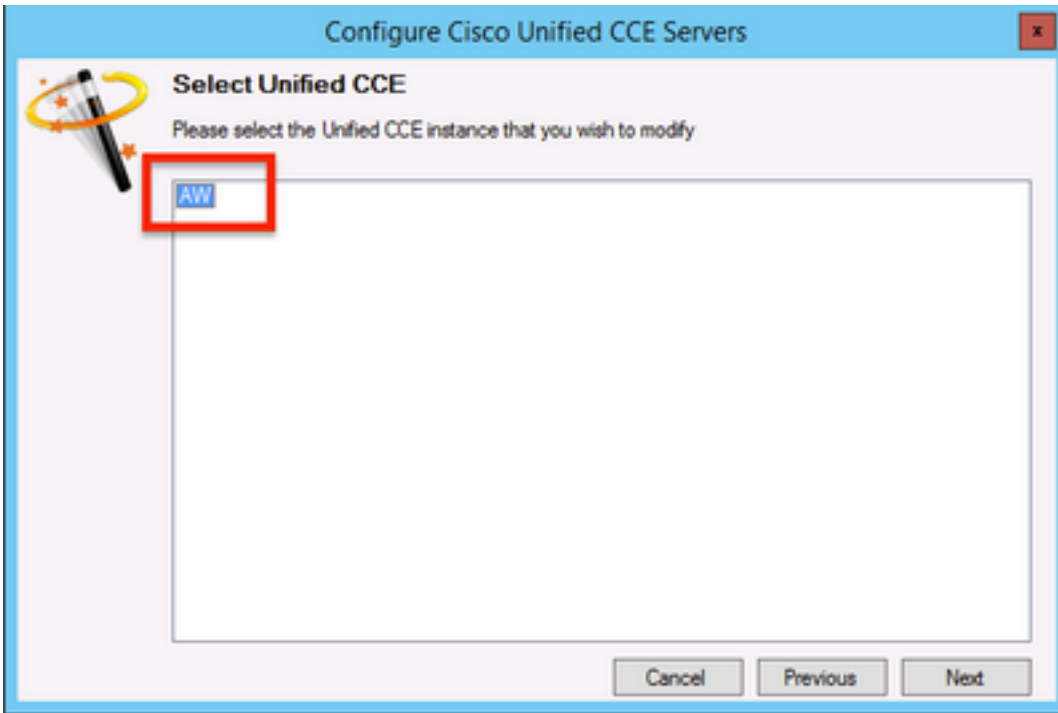 Configure Cisco Unified CCE Servers
x
Select Unified CCE
Please select the Unified CCE instance that you wish to modify
AW
Cancel Previous Next